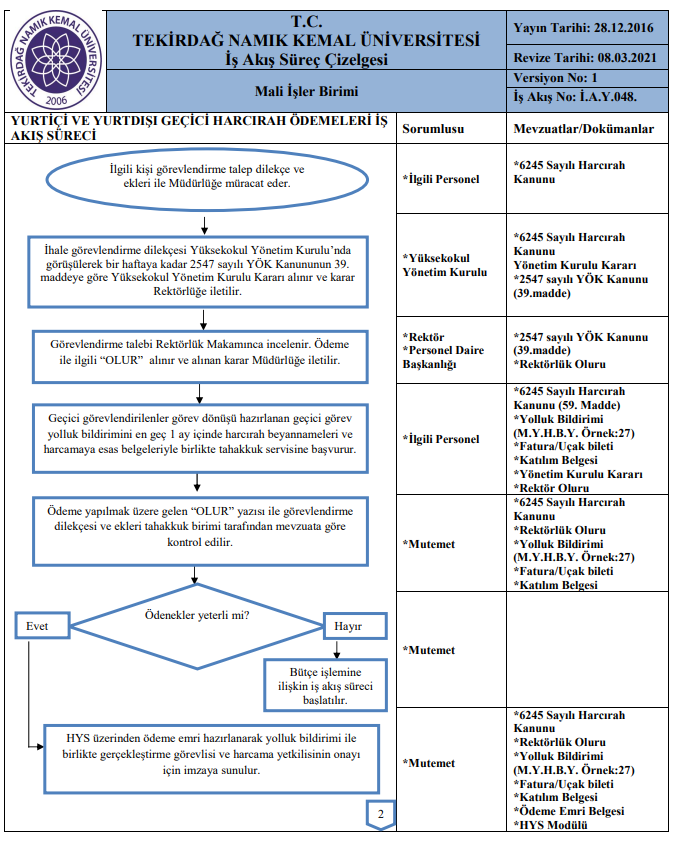 TEKİRDAĞ NAMIK KEMAL ÜNİVERSİTESİ
2006
T.C.
TEKİRDAĞ NAMIK KEMAL ÜNİVERSİTESİ
İş Akış Süreç Çizelgesi
Mali İşler Birimi
Yayın Tarihi: 28.12.2016
Revize Tarihi: 08.03.2021
Versiyon No: 1
İş Akış No: İ.A.Y.048.
YURTİÇİ VE YURTDIŞI GEÇİCİ HARCIRAH ÖDEMELERİ İŞ
AKIŞ SÜRECİ
Sorumlusu
Mevzuatlar/Dokümanlar
İlgili kişi görevlendirme talep dilekçe ve
ekleri ile Müdürlüğe müracat eder.
*İlgili Personel
*6245 Sayılı Harcırah
Kanunu
İhale görevlendirme dilekçesi Yüksekokul Yönetim Kurulu’nda
görüşülerek bir haftaya kadar 2547 sayılı YÖK Kanununun 39.
maddeye göre Yüksekokul Yönetim Kurulu Kararı alınır ve karar
Rektörlüğe iletilir.
*Yüksekokul
Yönetim Kurulu
*6245 Sayılı Harcırah
Kanunu
Yönetim Kurulu Kararı
*2547 sayılı YÖK Kanunu
(39.madde)
Görevlendirme talebi Rektörlük Makamınca incelenir. Ödeme
ile ilgili “OLUR” alınır ve alınan karar Müdürlüğe iletilir.
*Rektör
*Personel Daire
Başkanlığı
*2547 sayılı YÖK Kanunu
(39.madde)
*Rektörlük Oluru
Geçici görevlendirilenler görev dönüşü hazırlanan geçici görev
yolluk bildirimini en geç 1 ay içinde harcırah beyannameleri ve
harcamaya esas belgeleriyle birlikte tahakkuk servisine başvurur.
*İlgili Personel
*6245 Sayılı Harcırah
Kanunu (59. Madde)
*Yolluk Bildirimi
(M.Y.H.B.Y. Örnek:27)
*Fatura/Uçak bileti
*Katılım Belgesi
*Yönetim Kurulu Kararı
*Rektör Oluru
Ödeme yapılmak üzere gelen “OLUR” yazısı ile görevlendirme
dilekçesi ve ekleri tahakkuk birimi tarafından mevzuata göre
kontrol edilir.
*Mutemet
*6245 Sayılı Harcırah
Kanunu
*Rektörlük Oluru
*Yolluk Bildirimi
(M.Y.H.B.Y. Örnek:27)
*Fatura/Uçak bileti
*Katılım Belgesi
Ödenekler yeterli mi?
Evet
Hayır
Bütçe işlemine
ilişkin iş akış süreci
başlatılır.
*Mutemet
HYS üzerinden ödeme emri hazırlanarak yolluk bildirimi ile
birlikte gerçekleştirme görevlisi ve harcama yetkilisinin onayı
için imzaya sunulur.
2
*Mutemet
*6245 Sayılı Harcırah
Kanunu
*Rektörlük Oluru
*Yolluk Bildirimi
(M.Y.H.B.Y. Örnek:27)
*Fatura/Uçak bileti
*Katılım Belgesi
*Ödeme Emri Belgesi
*HYS Modülü